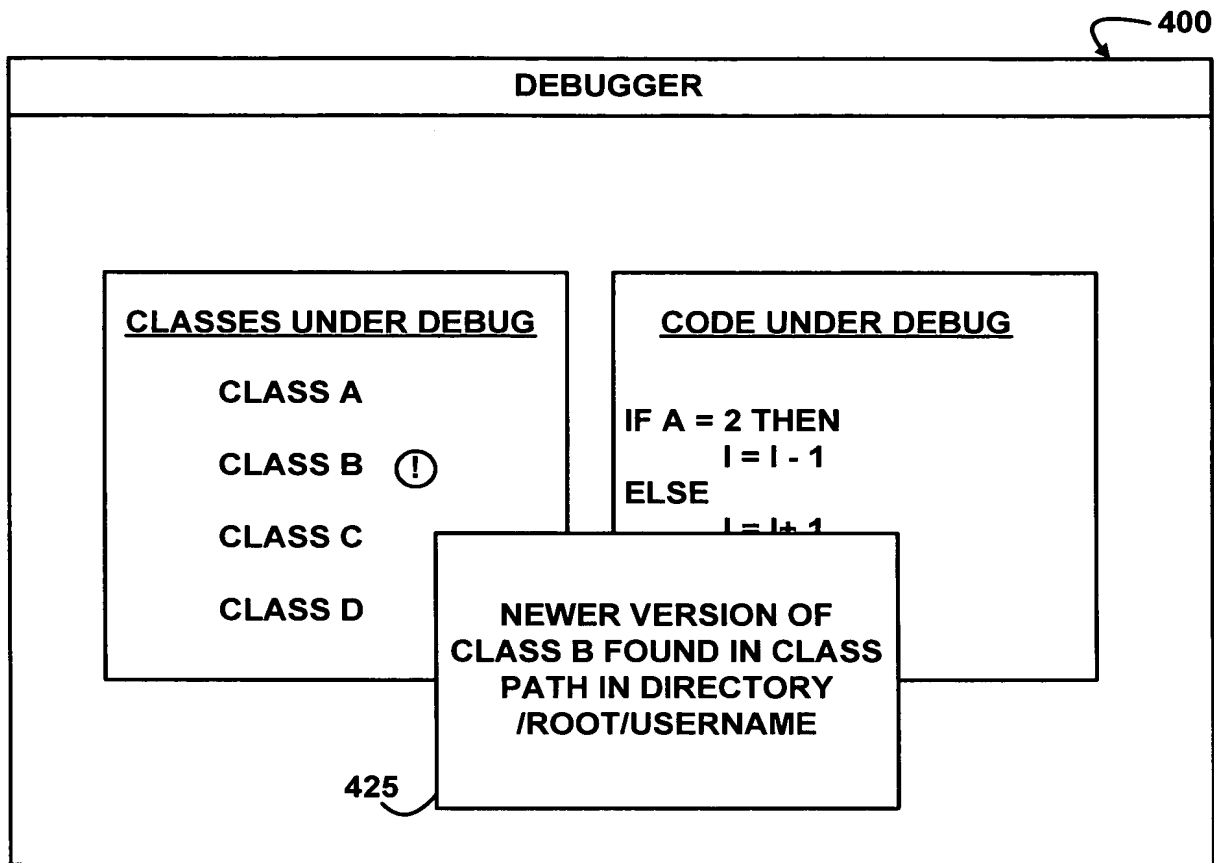 400
DEBUGGER
CLASSES UNDER DEBUG
CLASS A
CLASS B !
CLASS C
CLASS D
CODE UNDER DEBUG
IF A = 2 THEN
I = I - 1
ELSE
I = I+ 1
NEWER VERSION OF
CLASS B FOUND IN CLASS
PATH IN DIRECTORY
/ROOT/USERNAME
425